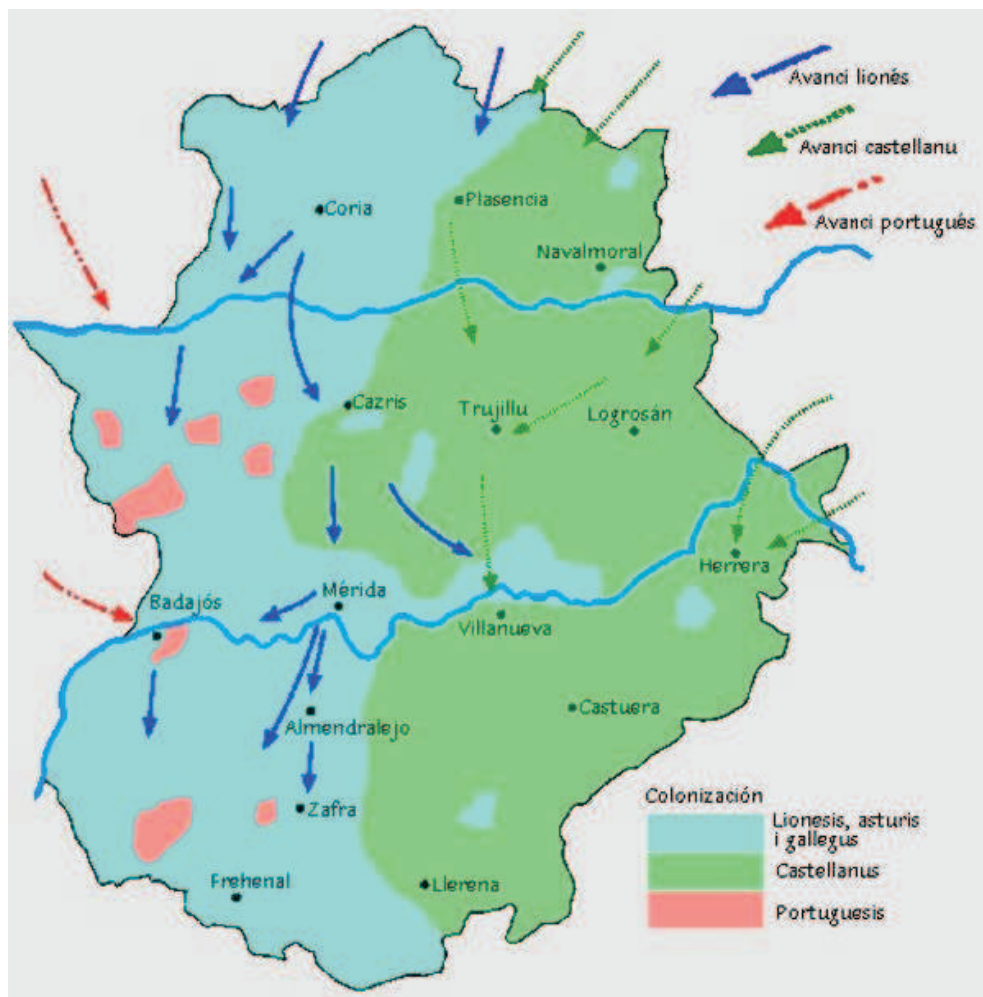 Avanci lionés
Avanci castellanu
Avanci portugués
Coria
Plasencia
Navalmoral
Cazris
Trujillu
Logrosán
Herrera
Badajós
Mérida
Villanueva
Almendralejo
Castuera
Zafra
Frehenal
Llerena
Colonización
Lionesis, asturis
i gallegus
Castellanus
Portuguesis